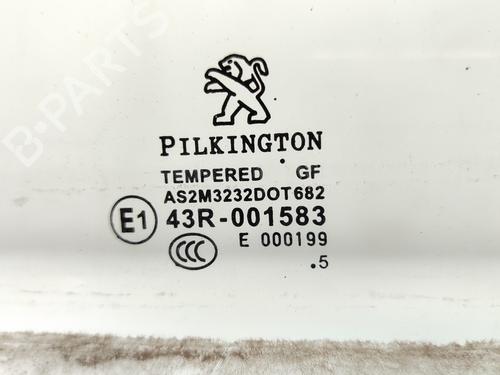 B-PARTS
PILKINGTON
TEMPERED GF
AS2M3232DOT682
E1 43R-001583
CCC E 000199
.5